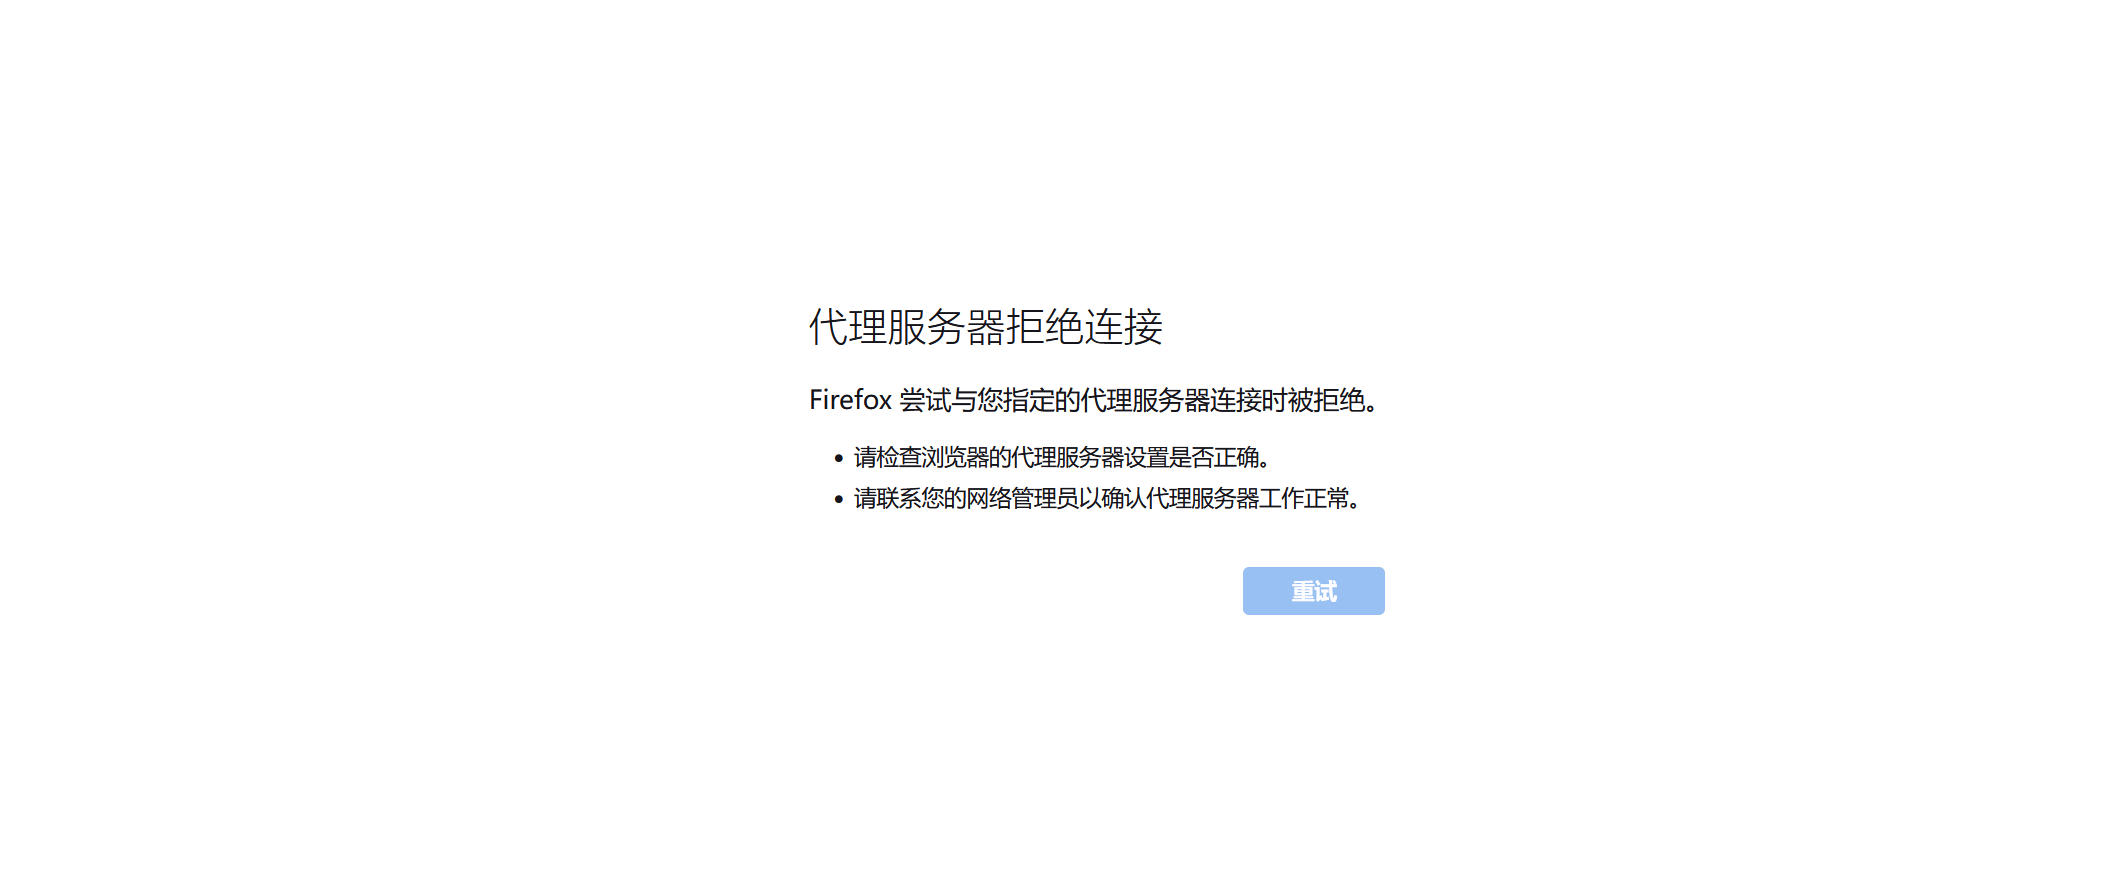 代理服务器拒绝连接
Firefox 尝试与您指定的代理服务器连接时被拒绝。
• 请检查浏览器的代理服务器设置是否正确。
• 请联系您的网络管理员以确认代理服务器工作正常。
重试